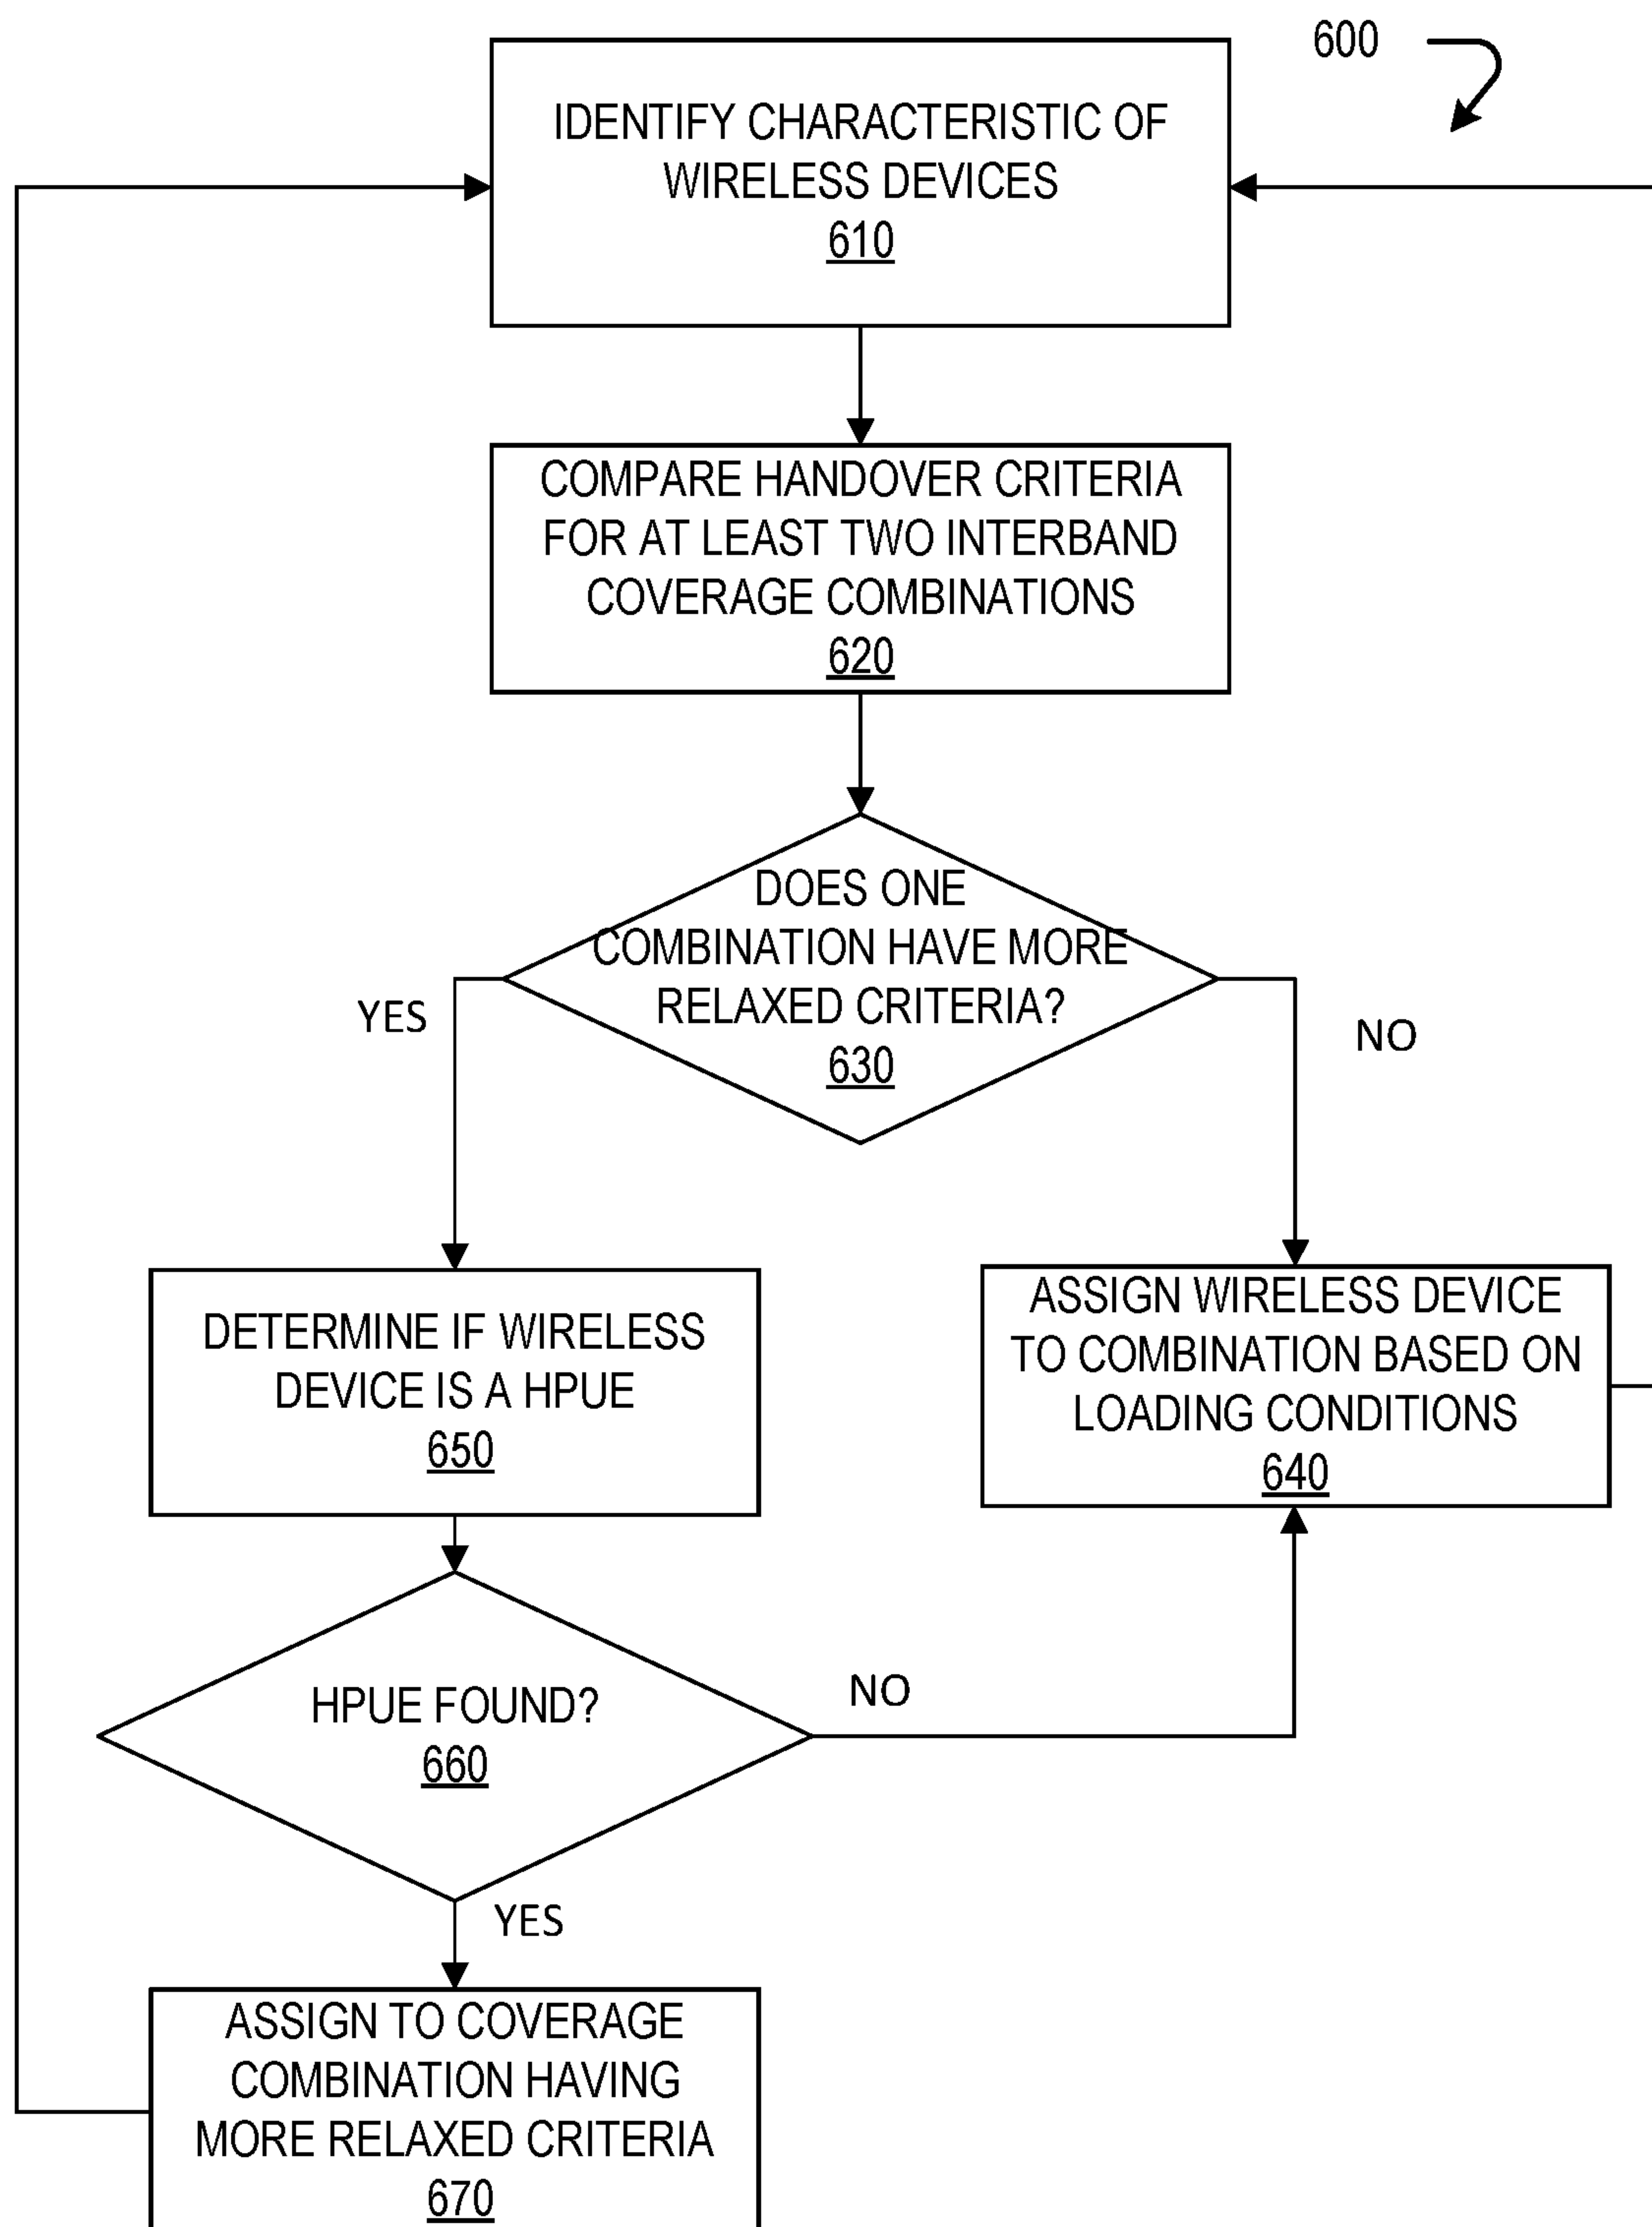 600
IDENTIFY CHARACTERISTIC OF
WIRELESS DEVICES
610
COMPARE HANDOVER CRITERIA
FOR AT LEAST TWO INTERBAND
COVERAGE COMBINATIONS
620
DOES ONE
COMBINATION HAVE MORE
RELAXED CRITERIA?
630
YES
NO
DETERMINE IF WIRELESS
DEVICE IS A HPUE
650
ASSIGN WIRELESS DEVICE
TO COMBINATION BASED ON
LOADING CONDITIONS
640
HPUE FOUND?
660
NO
YES
ASSIGN TO COVERAGE
COMBINATION HAVING
MORE RELAXED CRITERIA
670